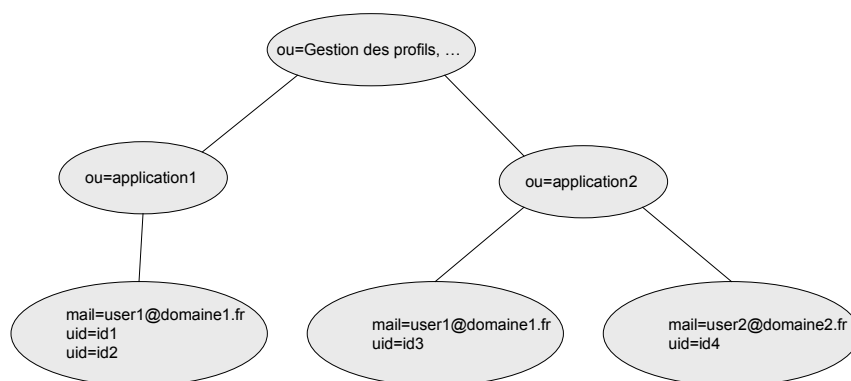 ou=Gestion des profils, …
ou=application1
ou=application2
mail=user1@domaine1.fr
uid=id1
uid=id2
mail=user1@domaine1.fr
uid=id3
mail=user2@domaine2.fr
uid=id4